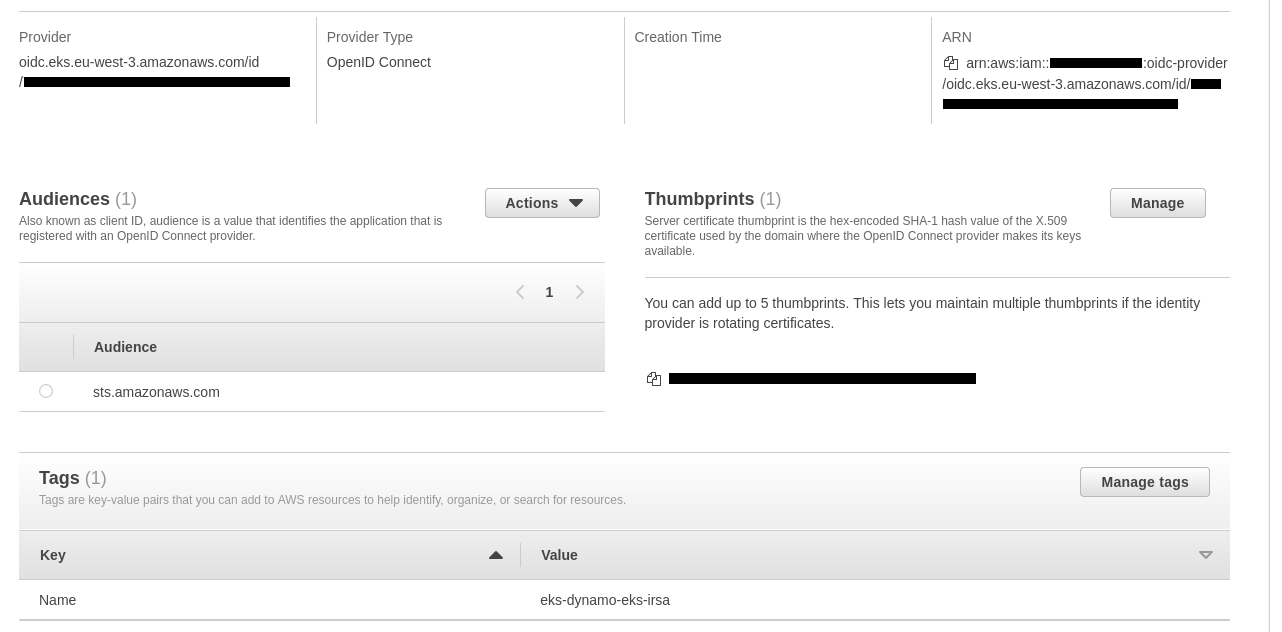 Provider
oidc.eks.eu-west-3.amazonaws.com/id
/
Provider Type
OpenID Connect
Creation Time
ARN
arn:aws:iam:: :oidc-provider
/oidc.eks.eu-west-3.amazonaws.com/id/
Audiences (1)
Actions
Also known as client ID, audience is a value that identifies the application that is
registered with an OpenID Connect provider.
1
Audience
sts.amazonaws.com
Thumbprints (1)
Manage
Server certificate thumbprint is the hex-encoded SHA-1 hash value of the X.509
certificate used by the domain where the OpenID Connect provider makes its keys
available.
You can add up to 5 thumbprints. This lets you maintain multiple thumbprints if the identity
provider is rotating certificates.
Tags (1)
Manage tags
Tags are key-value pairs that you can add to AWS resources to help identify, organize, or search for resources.
Key Value
Name eks-dynamo-eks-irsa